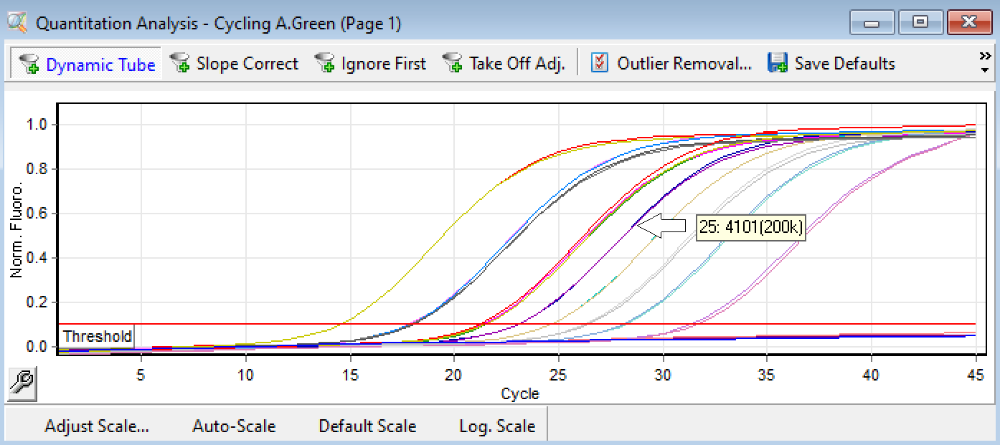 Quantitation Analysis - Cycling A.Green (Page 1)
Dynamic Tube Slope Correct Ignore First Take Off Adj. Outlier Removal... Save Defaults
Norm. Fluoro.
1.0
0.8
0.6
0.4
0.2
0.0
25: 4101(200k)
Threshold
5 10 15 20 25 30 35 40 45
Cycle
Adjust Scale... Auto-Scale Default Scale Log. Scale